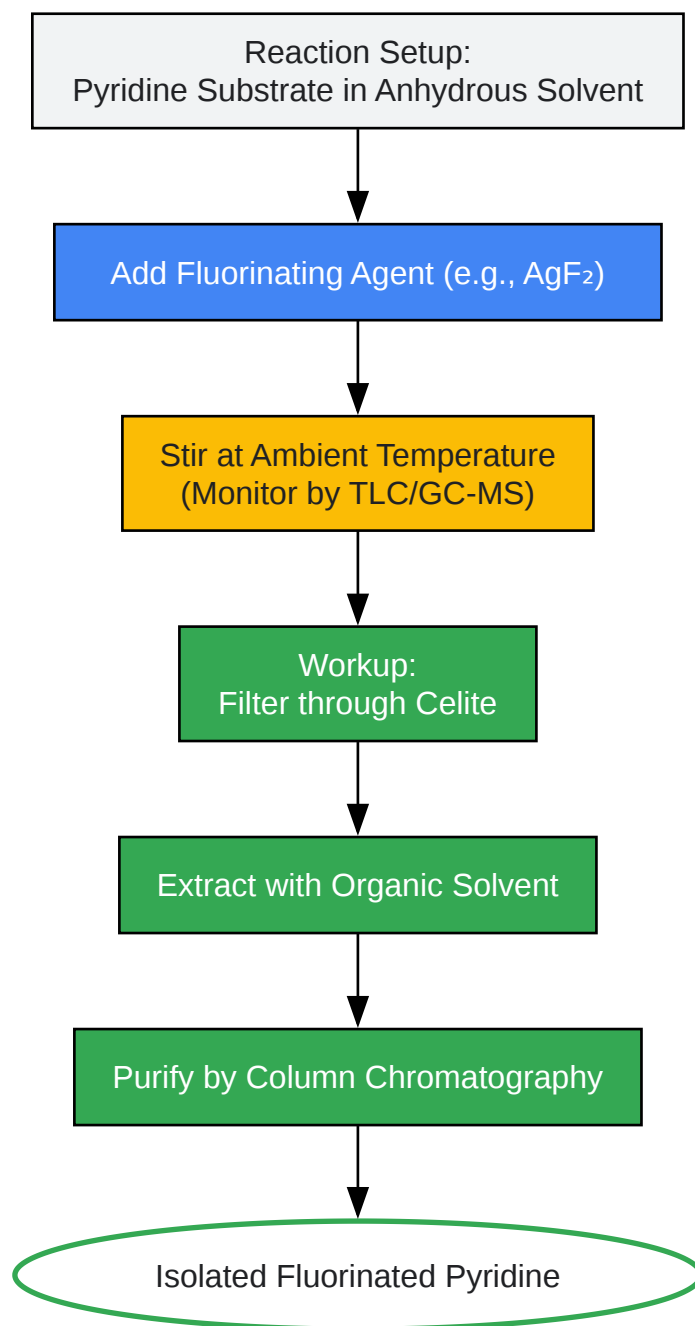 Reaction Setup:
Pyridine Substrate in Anhydrous Solvent
Add Fluorinating Agent (e.g., AgF₂)
Stir at Ambient Temperature
(Monitor by TLC/GC-MS)
Workup:
Filter through Celite
Extract with Organic Solvent
Purify by Column Chromatography
Isolated Fluorinated Pyridine